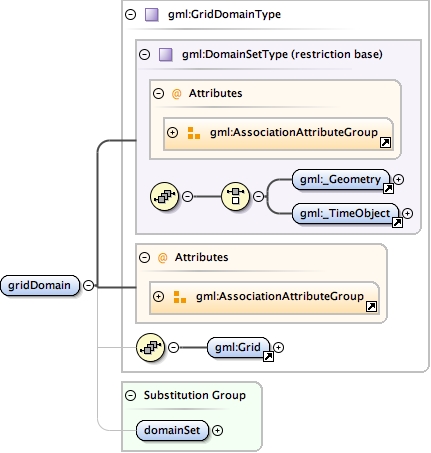 gml:GridDomainType
gml:DomainSetType (restriction base)
@ Attributes
gml:AssociationAttributeGroup
gml:_Geometry
gml:_TimeObject
@ Attributes
gridDomain
gml:AssociationAttributeGroup
gml:Grid
Substitution Group
domainSet